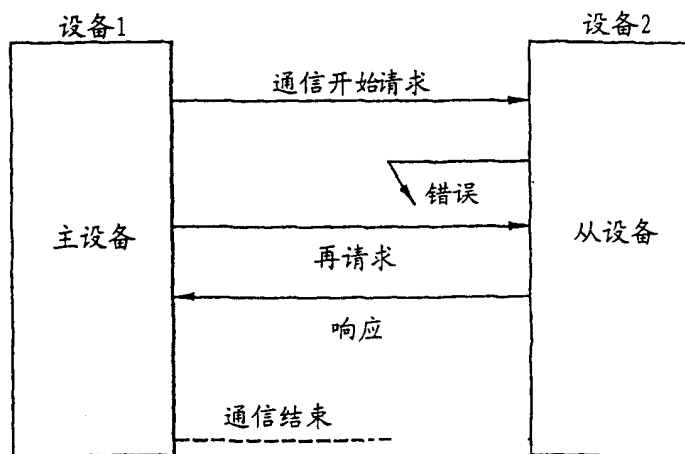 设备1
设备2
通信开始请求
错误
主设备
从设备
再请求
响应
通信结束